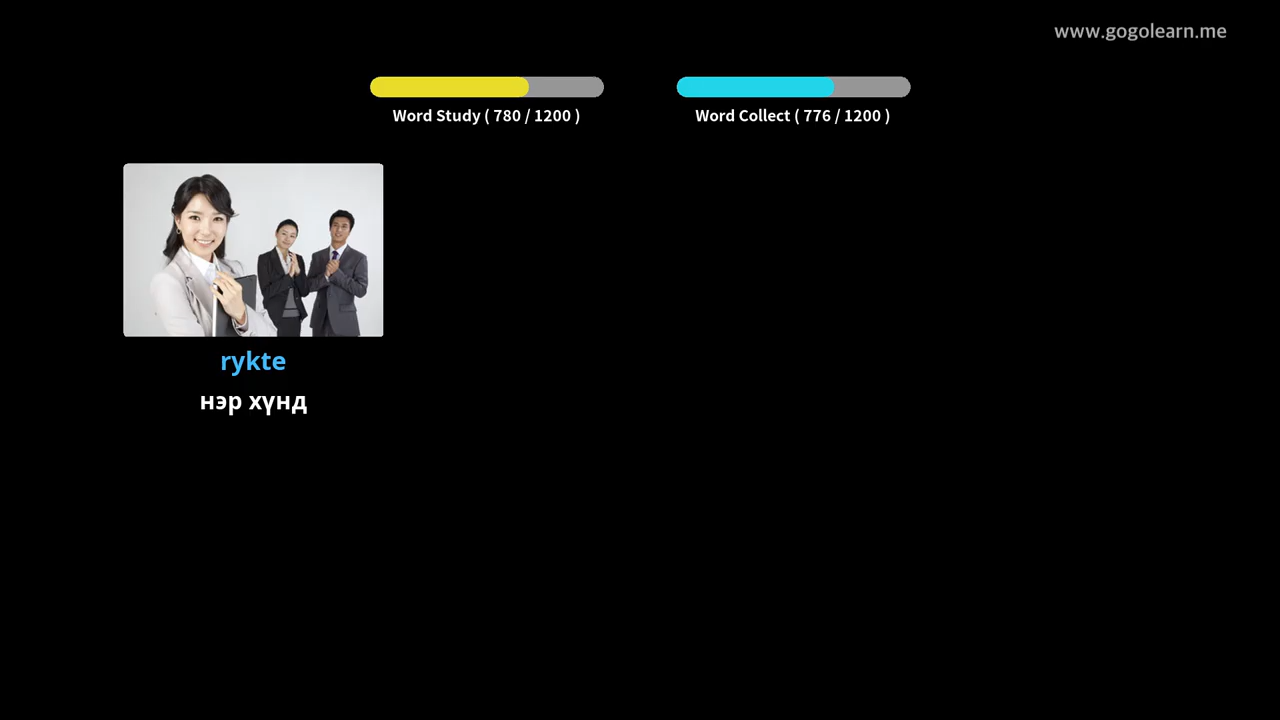 www.gogolearn.me
Word Study ( 780 / 1200 )
Word Collect ( 776 / 1200 )
rykte
нэр хүнд